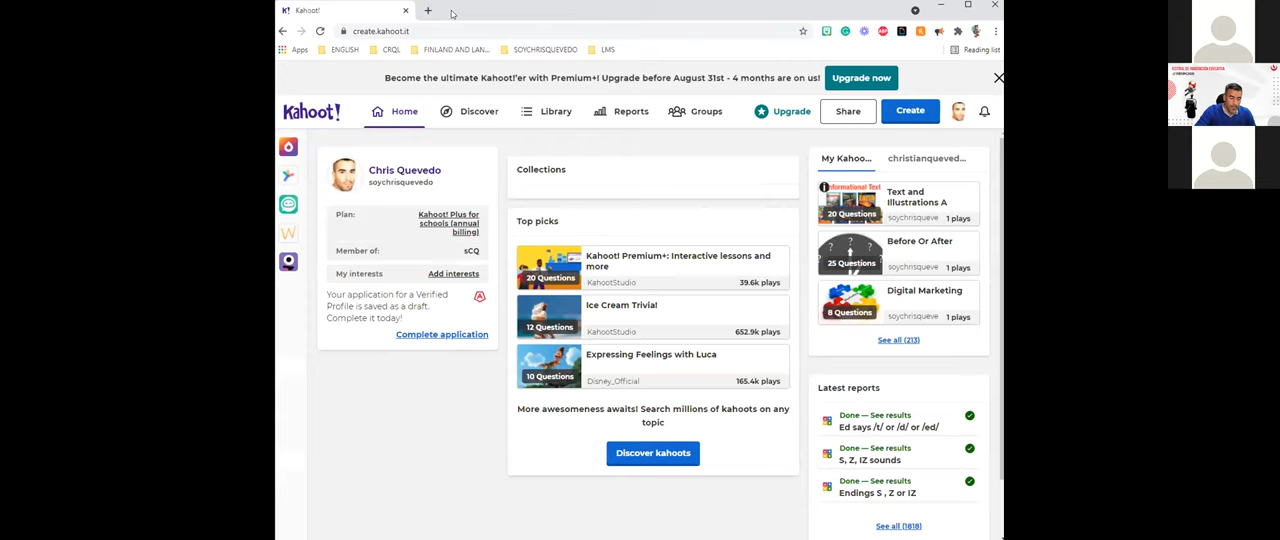 K! Kahoot!
create.kahoot.it
Apps
ENGLISH
CRQL
FINLAND AND LAN...
SOYCHRISQUEVEDO
LMS
Reading list
Become the ultimate Kahoot!'er with Premium+! Upgrade before August 31st - 4 months are on us!
Upgrade now
Kahoot!
Home
Discover
Library
Reports
Groups
Upgrade
Share
Create
Chris Quevedo
soychrisquevedo
Plan:
Kahoot! Plus for
schools (annual
billing)
Member of:
sCQ
My interests
Add interests
Your application for a Verified
Profile is saved as a draft.
Complete it today!
Complete application
Collections
Top picks
20 Questions
Kahoot! Premium+: Interactive lessons and
more
KahootStudio
39.6k plays
12 Questions
Ice Cream Trivia!
KahootStudio
652.9k plays
10 Questions
Expressing Feelings with Luca
Disney_Official
165.4k plays
More awesomeness awaits! Search millions of kahoots on any
topic
Discover kahoots
My Kahoo...
christianqueved...
Informational Text
20 Questions
Text and
Illustrations A
soychrisqueve
1 plays
25 Questions
Before Or After
soychrisqueve
1 plays
8 Questions
Digital Marketing
soychrisqueve
1 plays
See all (213)
Latest reports
Done — See results
Ed says /t/ or /d/ or /ed/
Done — See results
S, Z, IZ sounds
Done — See results
Endings S , Z or IZ
See all (1818)